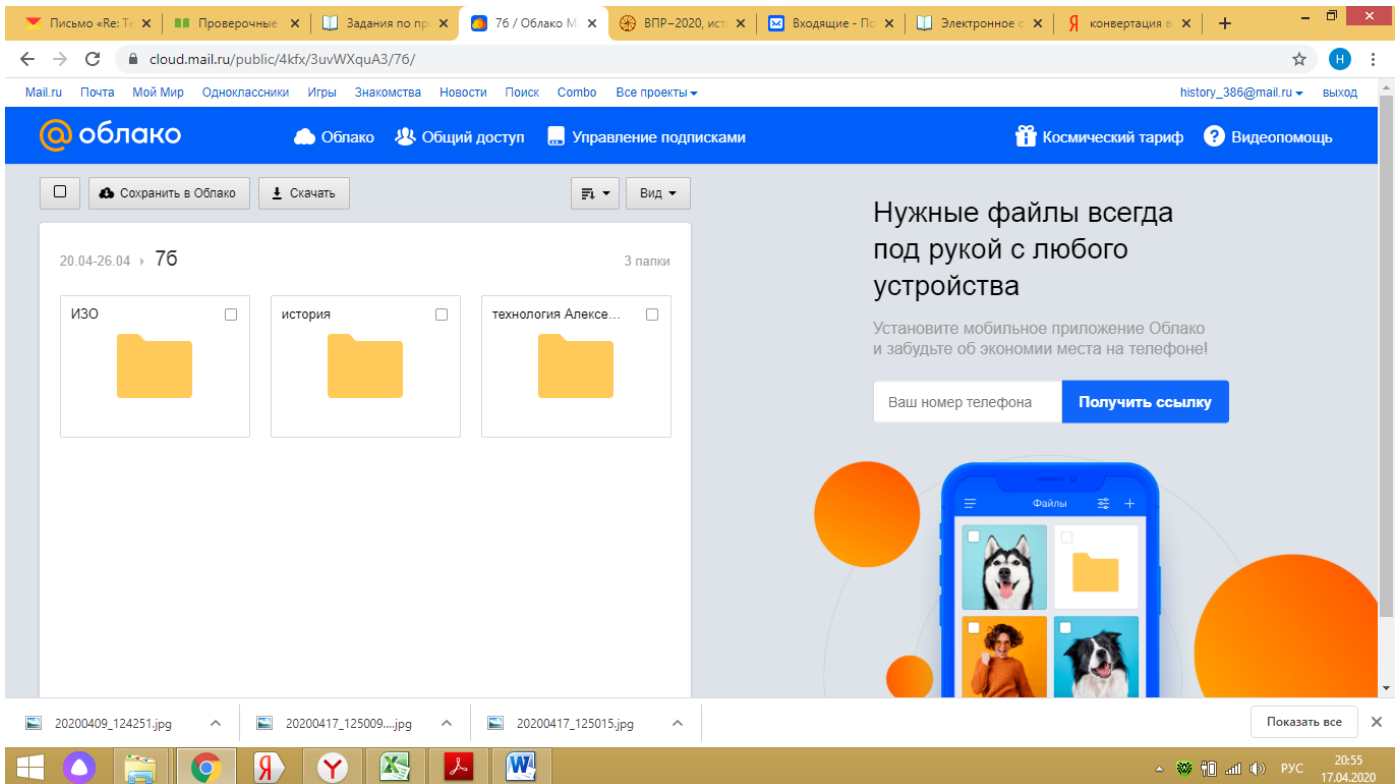 Письмо «Re: Те
Проверочные
Задания по пр
7б / Облако М
ВПР–2020, ист
Входящие - По
Электронное с
конвертация в
cloud.mail.ru/public/4kfx/3uvWXquA3/7б/
Н
Mail.ru Почта Мой Мир Одноклассники Игры Знакомства Новости Поиск Combo Все проекты
history_386@mail.ru выход
облако
Облако Общий доступ Управление подписками
Космический тариф Видеопомощь
Сохранить в Облако Скачать Вид
20.04-26.04 7б 3 папки
ИЗО
история
технология Алексе...
Нужные файлы всегда
под рукой с любого
устройства
Установите мобильное приложение Облако
и забудьте об экономии места на телефоне!
Ваш номер телефона Получить ссылку
Файлы
20200409_124251.jpg
20200417_125009....jpg
20200417_125015.jpg
Показать все
РУС
20:55
17.04.2020